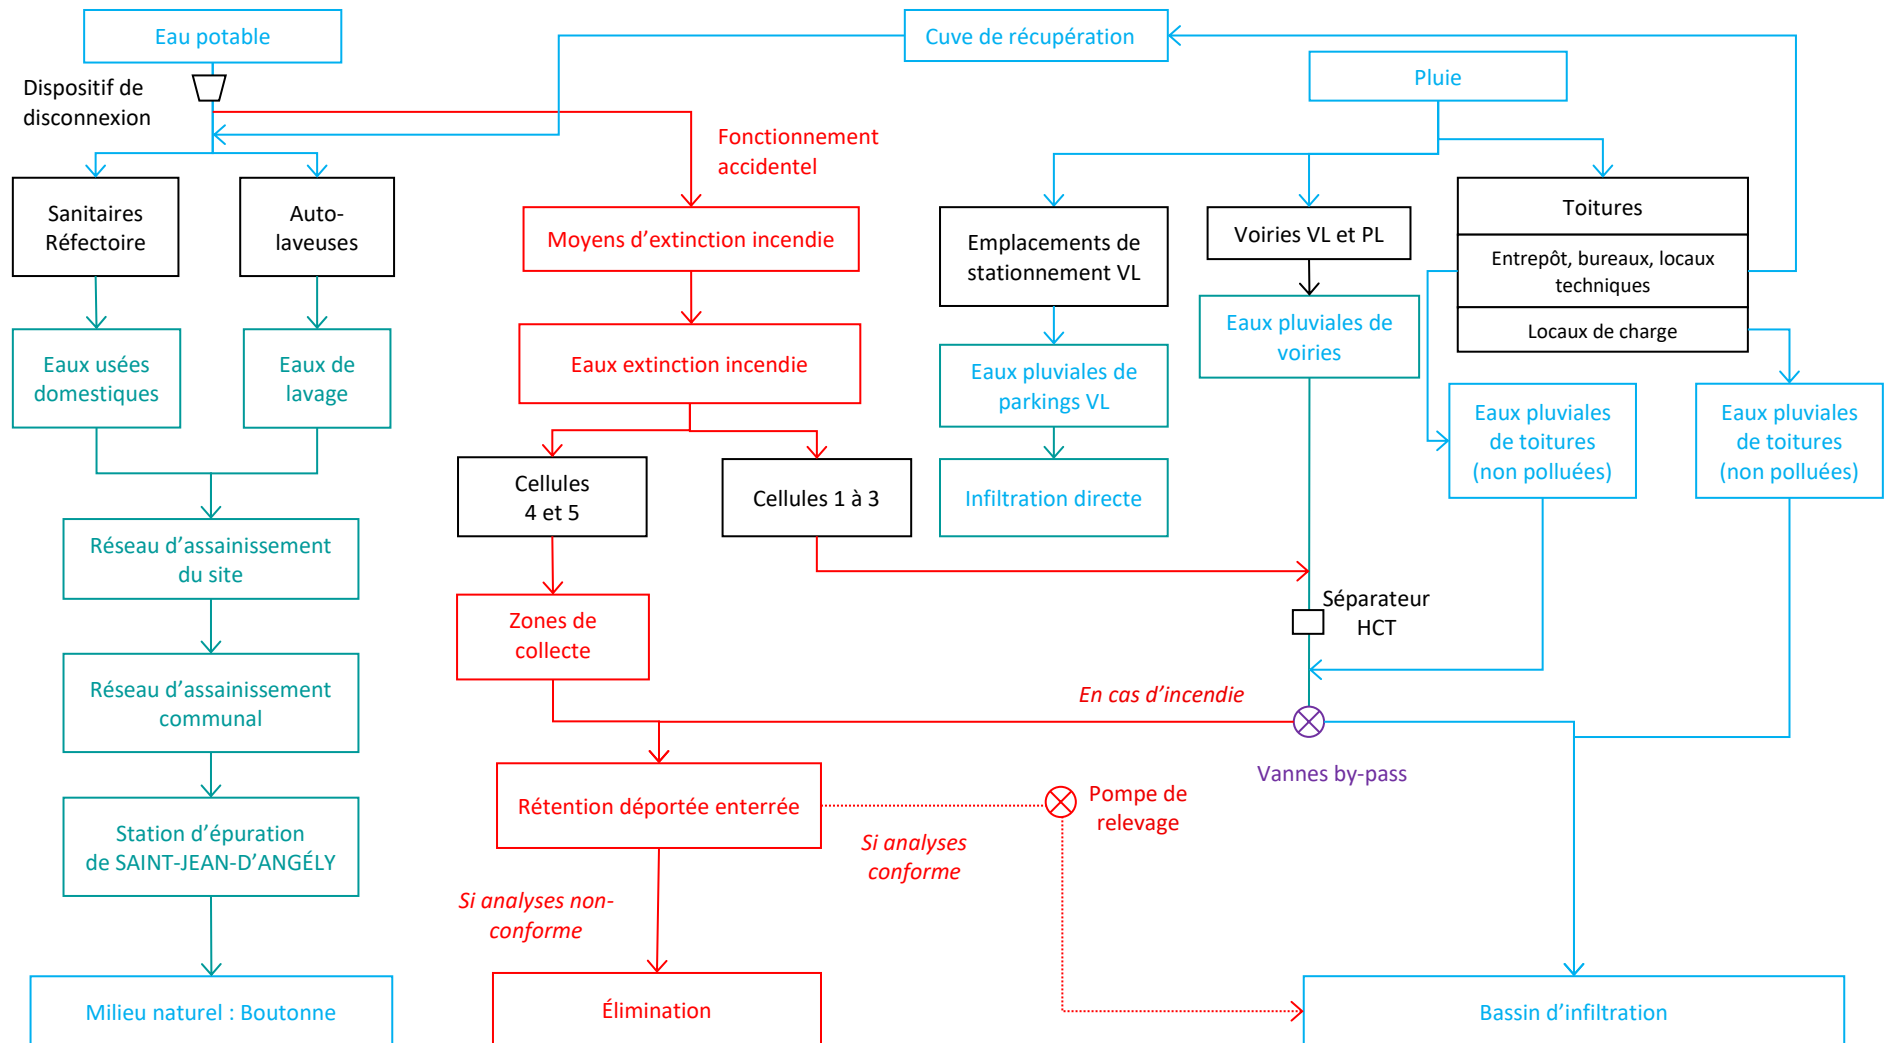 Eau potable
Cuve de récupération
Pluie
Dispositif de
disconnexion
Fonctionnement
accidentel
Sanitaires
Réfectoire
Auto-
laveuses
Moyens d’extinction incendie
Emplacements de
stationnement VL
Voiries VL et PL
Toitures
Entrepôt, bureaux, locaux
techniques
Locaux de charge
Eaux usées
domestiques
Eaux de
lavage
Eaux extinction incendie
Eaux pluviales de
parkings VL
Eaux pluviales de
voiries
Eaux pluviales
de toitures
(non polluées)
Eaux pluviales
de toitures
(non polluées)
Cellules
4 et 5
Cellules 1 à 3
Infiltration directe
Réseau d’assainissement
du site
Zones de
collecte
Séparateur
HCT
Réseau d’assainissement
communal
En cas d’incendie
Vannes by-pass
Rétention déportée enterrée
Pompe de
relevage
Station d’épuration
de SAINT-JEAN-D’ANGÉLY
Si analyses
conforme
Si analyses non-
conforme
Milieu naturel : Boutonne
Élimination
Bassin d’infiltration